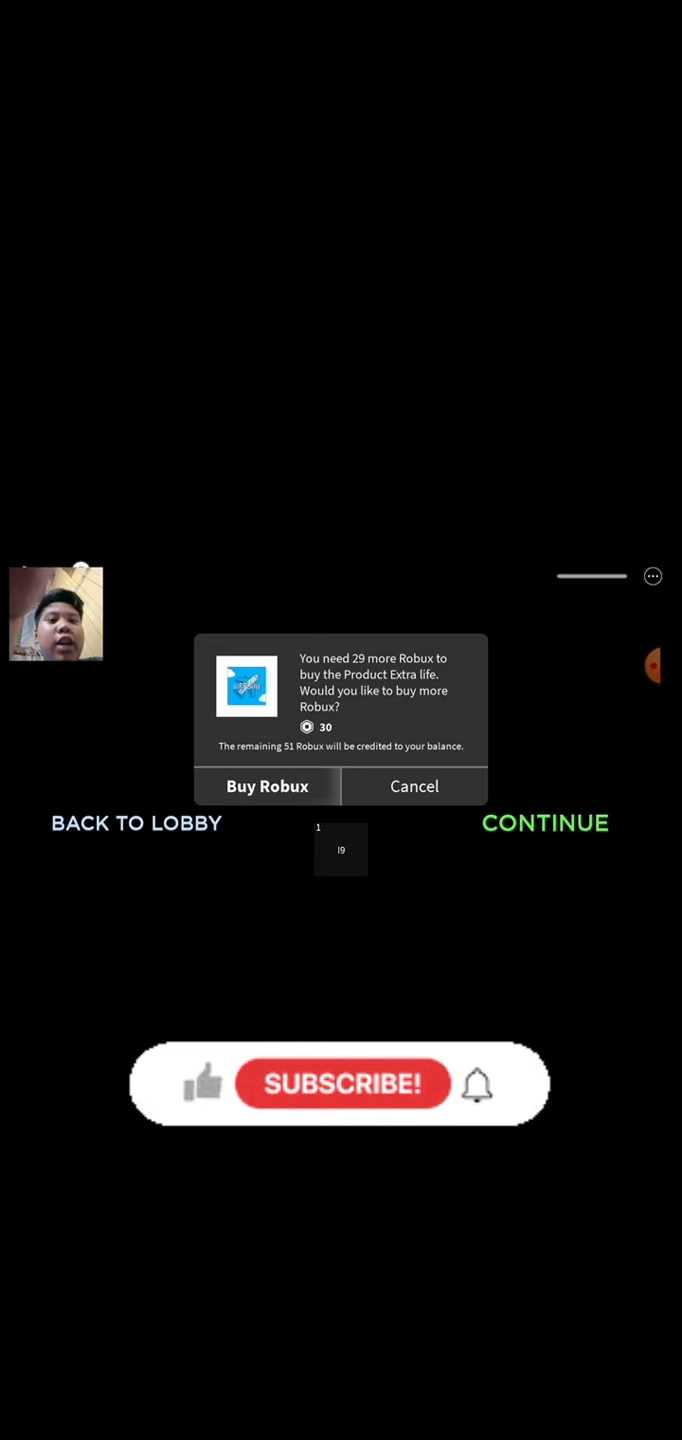 You need 29 more Robux to
buy the Product Extra life.
Would you like to buy more
Robux?
30
The remaining 51 Robux will be credited to your balance.
Buy Robux
Cancel
BACK TO LOBBY
CONTINUE
1
I9
SUBSCRIBE!